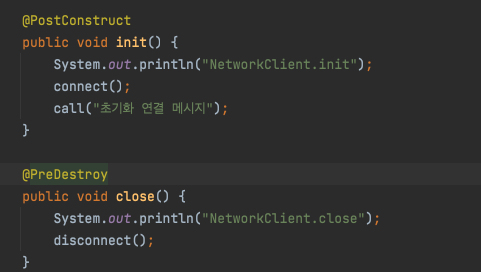 @PostConstruct
public void init() {
    System.out.println("NetworkClient.init");
    connect();
    call("초기화 연결 메시지");
}
@PreDestroy
public void close() {
    System.out.println("NetworkClient.close");
    disconnect();
}